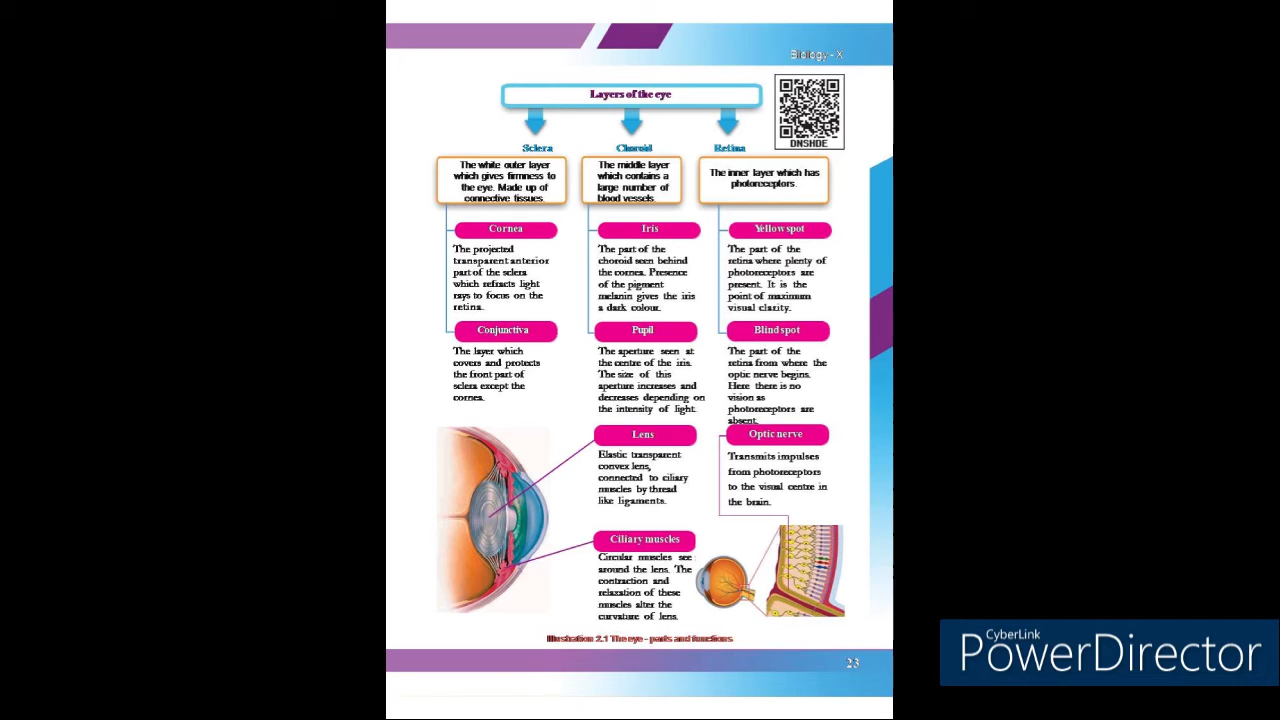 Biology - X
Layers of the eye
DNSHDE
Sclera
The white outer layer
which gives firmness to
the eye. Made up of
connective tissues.
Cornea
The projected
transparent anterior
part of the sclera
which refracts light
rays to focus on the
retina.
Conjunctiva
The layer which
covers and protects
the front part of
sclera except the
cornea.
Choroid
The middle layer
which contains a
large number of
blood vessels.
Iris
The part of the
choroid seen behind
the cornea. Presence
of the pigment
melanin gives the iris
a dark colour.
Pupil
The aperture seen at
the centre of the iris.
The size of this
aperture increases and
decreases depending on
the intensity of light.
Lens
Elastic transparent
convex lens,
connected to ciliary
muscles by thread
like ligaments.
Ciliary muscles
Circular muscles see
around the lens. The
contraction and
relaxation of these
muscles alter the
curvature of lens.
Retina
The inner layer which has
photoreceptors.
Yellow spot
The part of the
retina where plenty of
photoreceptors are
present. It is the
point of maximum
visual clarity.
Blind spot
The part of the
retina from where the
optic nerve begins.
Here there is no
vision as
photoreceptors are
absent.
Optic nerve
Transmits impulses
from photoreceptors
to the visual centre in
the brain.
Illustration 2.1 The eye - parts and functions
23
CyberLink
PowerDirector